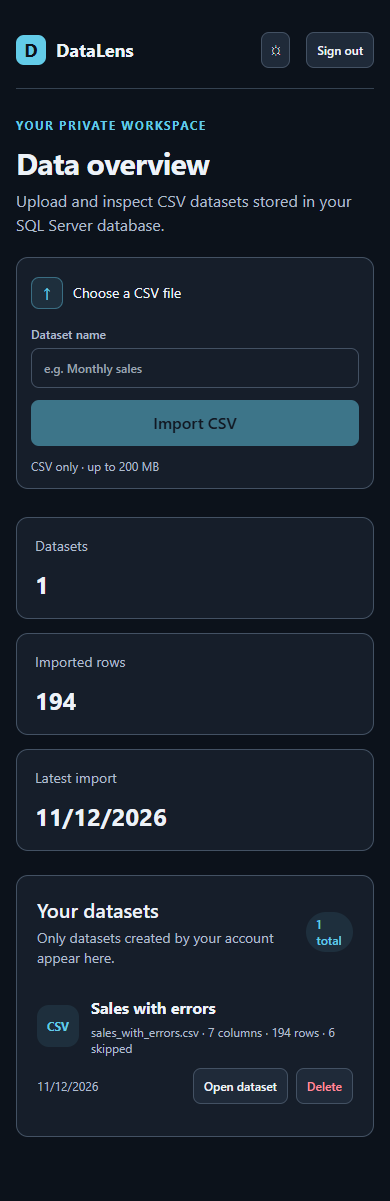 D DataLens
Sign out
YOUR PRIVATE WORKSPACE
Data overview
Upload and inspect CSV datasets stored in your
SQL Server database.
↑ Choose a CSV file
Dataset name
e.g. Monthly sales
Import CSV
CSV only · up to 200 MB
Datasets
1
Imported rows
194
Latest import
11/12/2026
Your datasets
Only datasets created by your account
appear here.
1
total
CSV
Sales with errors
sales_with_errors.csv · 7 columns · 194 rows · 6
skipped
11/12/2026
Open dataset
Delete